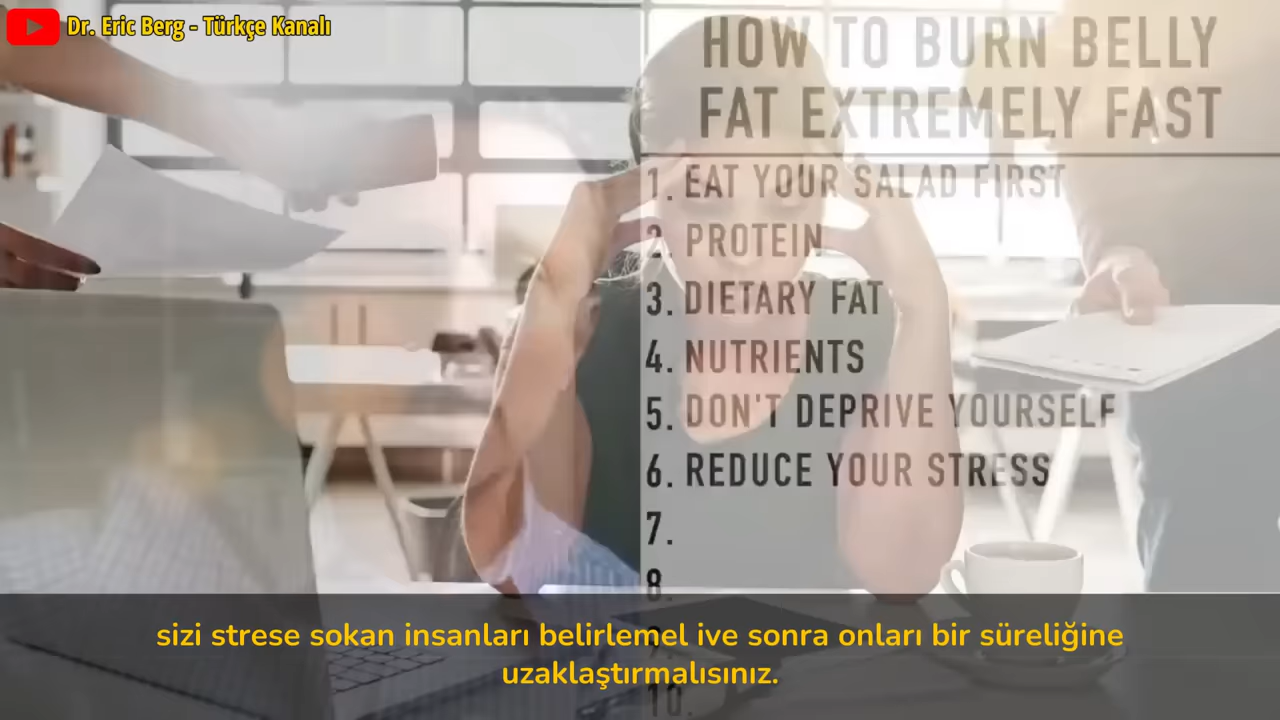 Dr. Eric Berg - Türkçe Kanalı
HOW TO BURN BELLY
FAT EXTREMELY FAST
1. EAT YOUR SALAD FIRST
2. PROTEIN
3. DIETARY FAT
4. NUTRIENTS
5. DON'T DEPRIVE YOURSELF
6. REDUCE YOUR STRESS
7.
8.
sizi strese sokan insanları belirlemel ive sonra onları bir süreliğine
uzaklaştırmalısınız.
10.